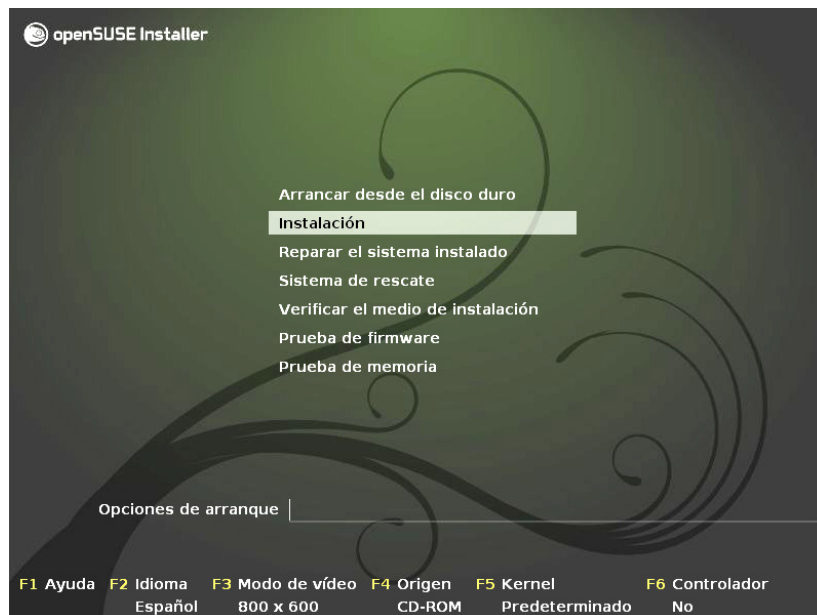 openSUSE Installer
Arrancar desde el disco duro
Instalación
Reparar el sistema instalado
Sistema de rescate
Verificar el medio de instalación
Prueba de firmware
Prueba de memoria
Opciones de arranque
F1 Ayuda F2 Idioma F3 Modo de vídeo F4 Origen F5 Kernel F6 Controlador
Español 800 x 600 CD-ROM Predeterminado No